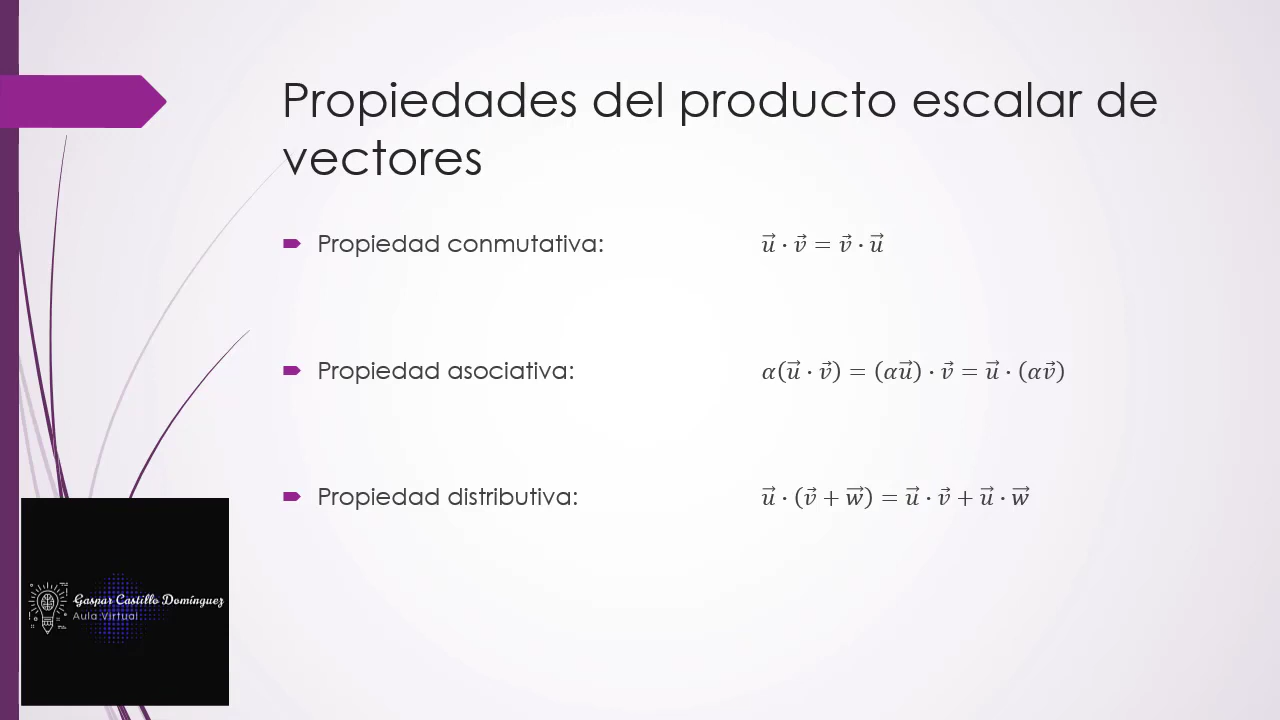 Propiedades del producto escalar de
vectores
Propiedad conmutativa: u⃗ · v⃗ = v⃗ · u⃗
Propiedad asociativa: α(u⃗ · v⃗) = (αu⃗) · v⃗ = u⃗ · (αv⃗)
Propiedad distributiva: u⃗ · (v⃗ + w⃗) = u⃗ · v⃗ + u⃗ · w⃗
Gaspar Castillo Domínguez
Aula Virtual